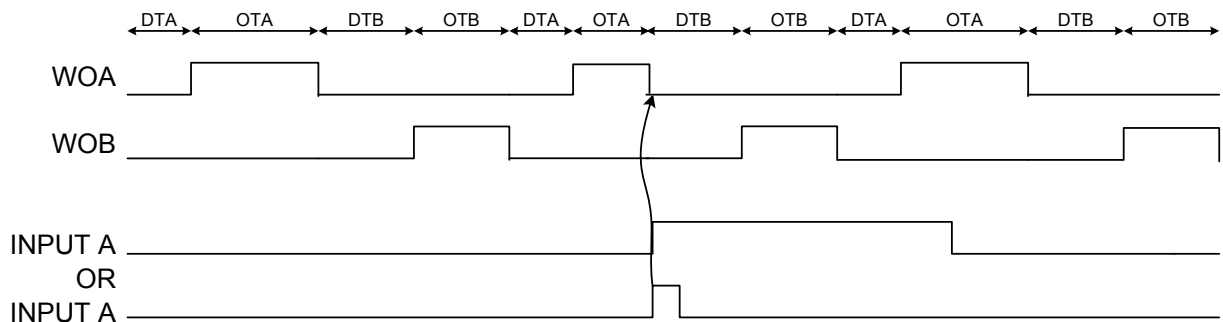 DTA OTA DTB OTB DTA OTA DTB OTB DTA OTA DTB OTB
WOA
WOB
INPUT A
OR
INPUT A